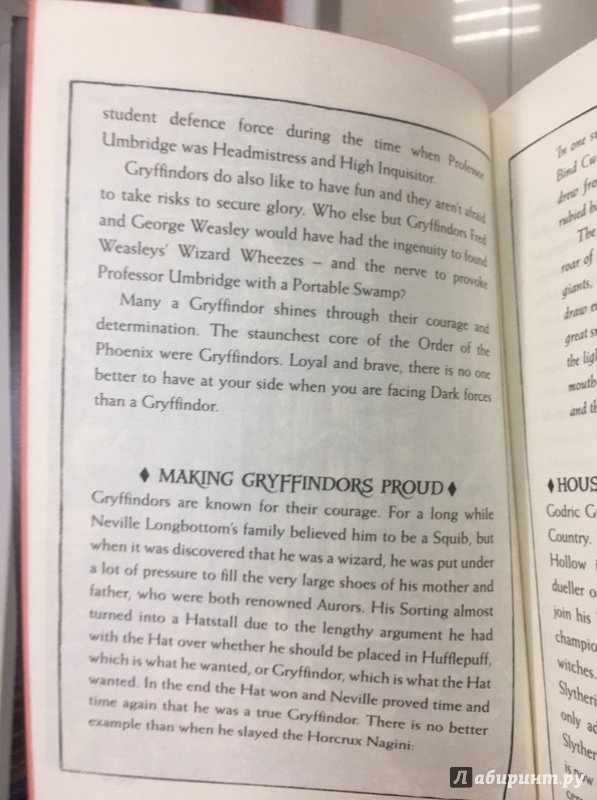 student defence force during the time when Professor
Umbridge was Headmistress and High Inquisitor.
Gryffindors do also like to have fun and they aren't afraid
to take risks to secure glory. Who else but Gryffindors Fred
and George Weasley would have had the ingenuity to found
Weasleys' Wizard Wheezes – and the nerve to provoke
Professor Umbridge with a Portable Swamp?
Many a Gryffindor shines through their courage and
determination. The staunchest core of the Order of the
Phoenix were Gryffindors. Loyal and brave, there is no one
better to have at your side when you are facing Dark forces
than a Gryffindor.
♦ MAKING GRYFFINDORS PROUD ♦
Gryffindors are known for their courage. For a long while
Neville Longbottom's family believed him to be a Squib, but
when it was discovered that he was a wizard, he was put under
a lot of pressure to fill the very large shoes of his mother and
father, who were both renowned Aurors. His Sorting almost
turned into a Hatstall due to the lengthy argument he had
with the Hat over whether he should be placed in Hufflepuff,
which is what he wanted, or Gryffindor, which is what the Hat
wanted. In the end the Hat won and Neville proved time and
time again that he was a true Gryffindor. There is no better
example than when he slayed the Horcrux Nagini:
In one
Bind
drew
The
roar of
giants,
draw
great
the
and
♦ HOUS
Godric
Country.
Hollow
dueller
join his
champio
witches.
Slytheri
only
Slyther
is now
Лабиринт.ру